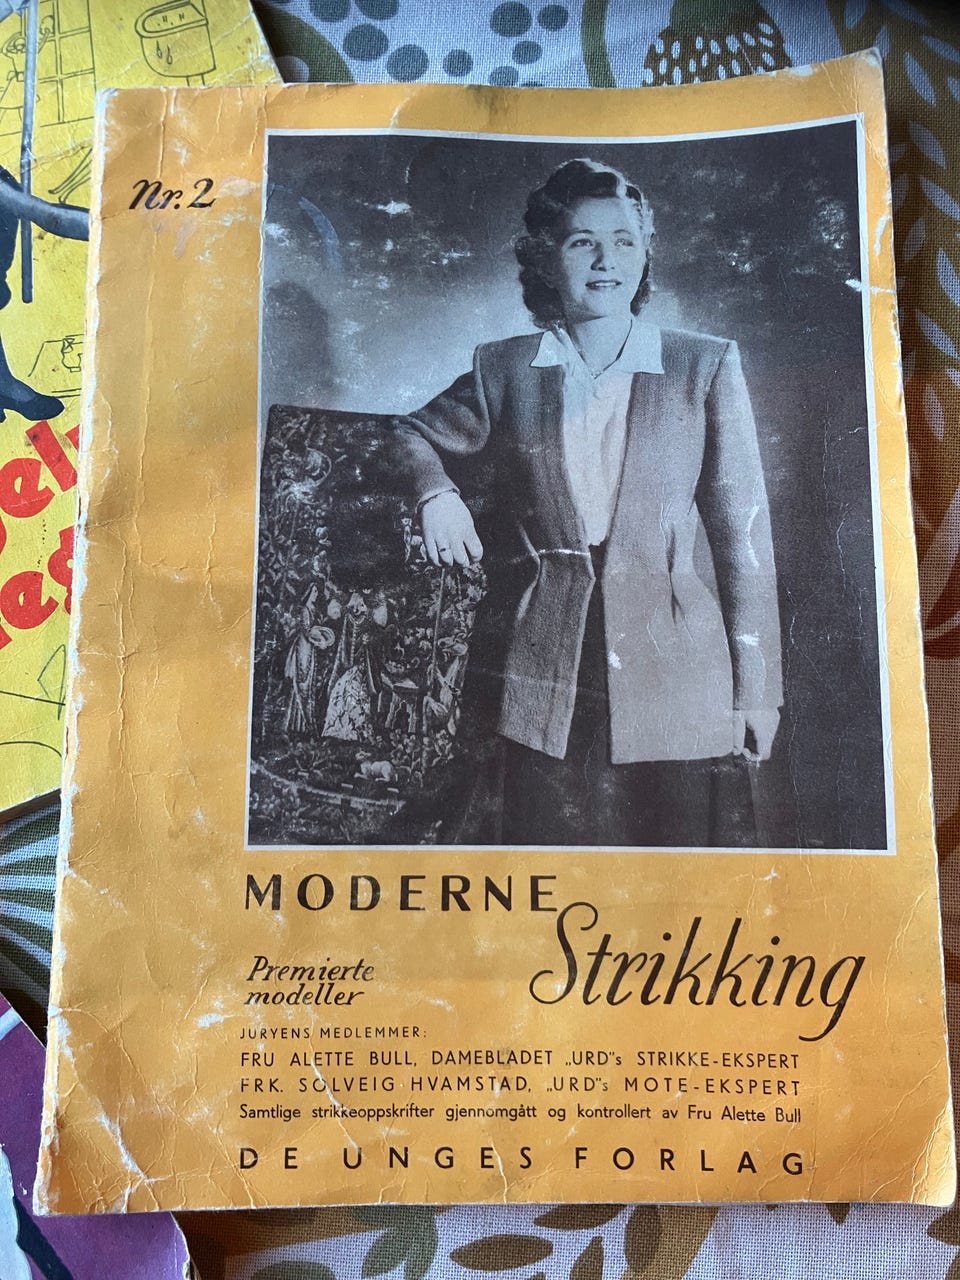 Nr. 2
MODERNE
Strikking
Premierte
modeller
JURYENS MEDLEMMER:
FRU ALETTE BULL, DAMEBLADET „URD"s STRIKKE-EKSPERT
FRK. SOLVEIG HVAMSTAD, „URD"s MOTE-EKSPERT
Samtlige strikkeoppskrifter gjennomgått og kontrollert av Fru Alette Bull
DE UNGES FORLAG